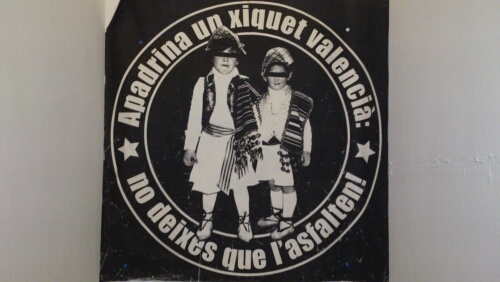 Apadrina un xiquet valencià:
no deixes que l'asfalten!